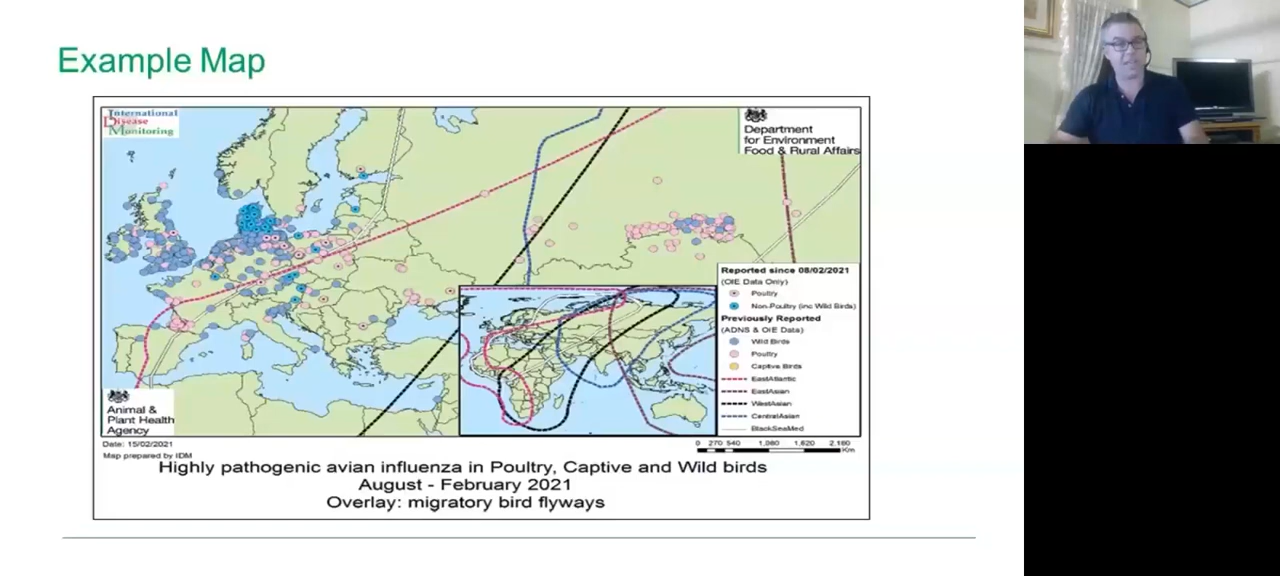 Example Map
International
Disease
Monitoring
Department
for Environment
Food & Rural Affairs
Reported since 08/02/2021
(OIE Data Only)
Poultry
Non-Poultry (inc Wild Birds)
Previously Reported
(ADNS & OIE Data)
Wild Birds
Poultry
Captive Birds
EastAtlantic
EastAsian
WestAsian
CentralAsian
BlackSeaMed
Animal &
Plant Health
Agency
Date: 15/02/2021
Map prepared by IDM
0 270 540 1,080 1,620 2,160
Km
Highly pathogenic avian influenza in Poultry, Captive and Wild birds
August - February 2021
Overlay: migratory bird flyways